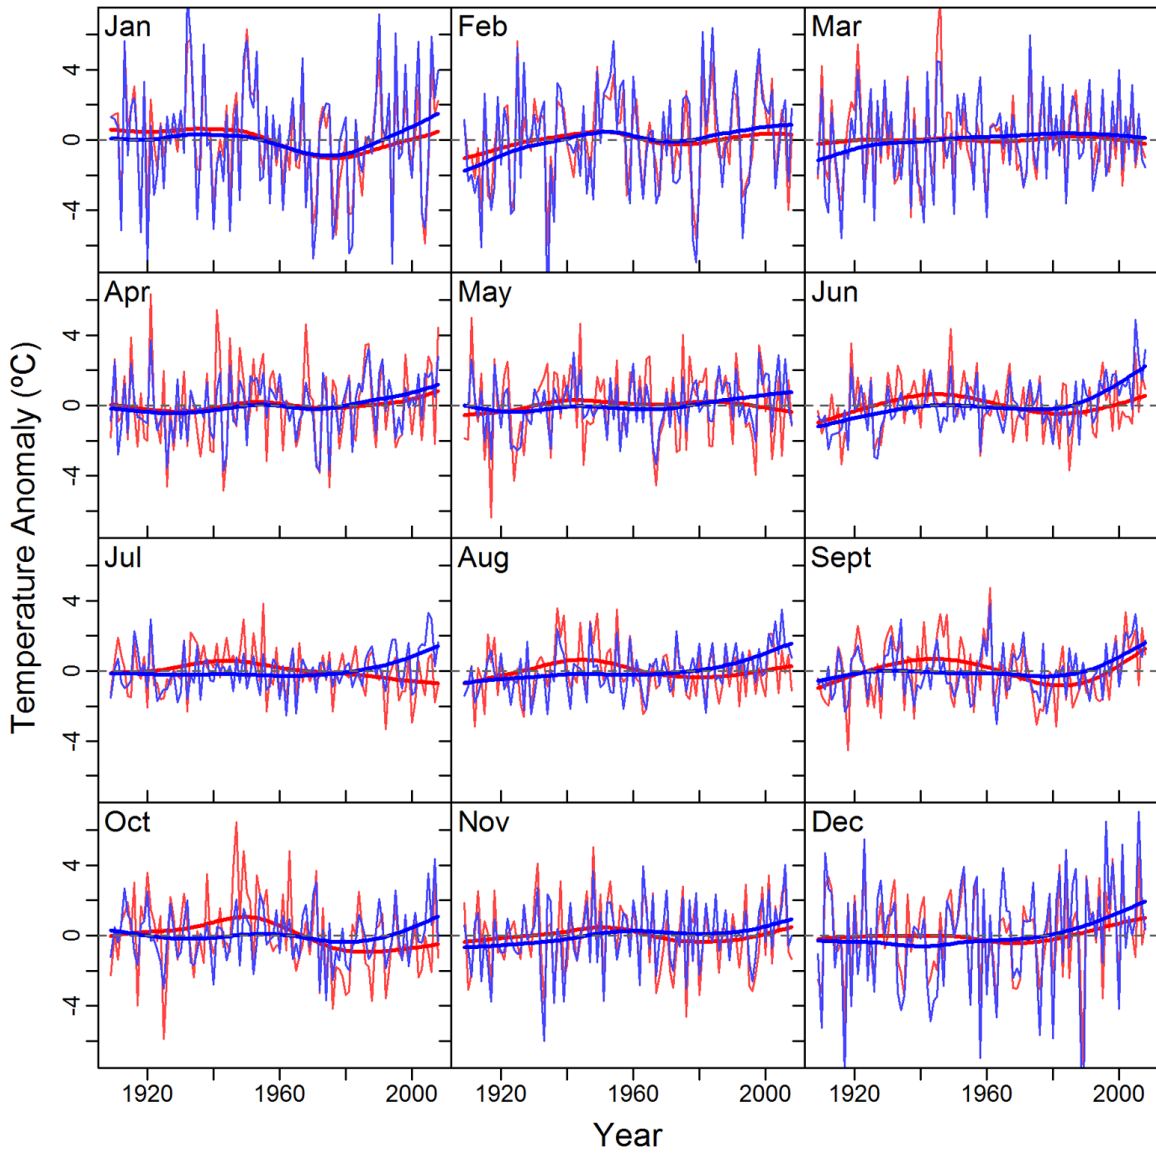 Jan Feb Mar
4
0
-4
Apr May Jun
4
0
-4
Jul Aug Sept
4
0
-4
Oct Nov Dec
4
0
-4
1920 1960 2000 1920 1960 2000 1920 1960 2000
Year
Temperature Anomaly (ºC)